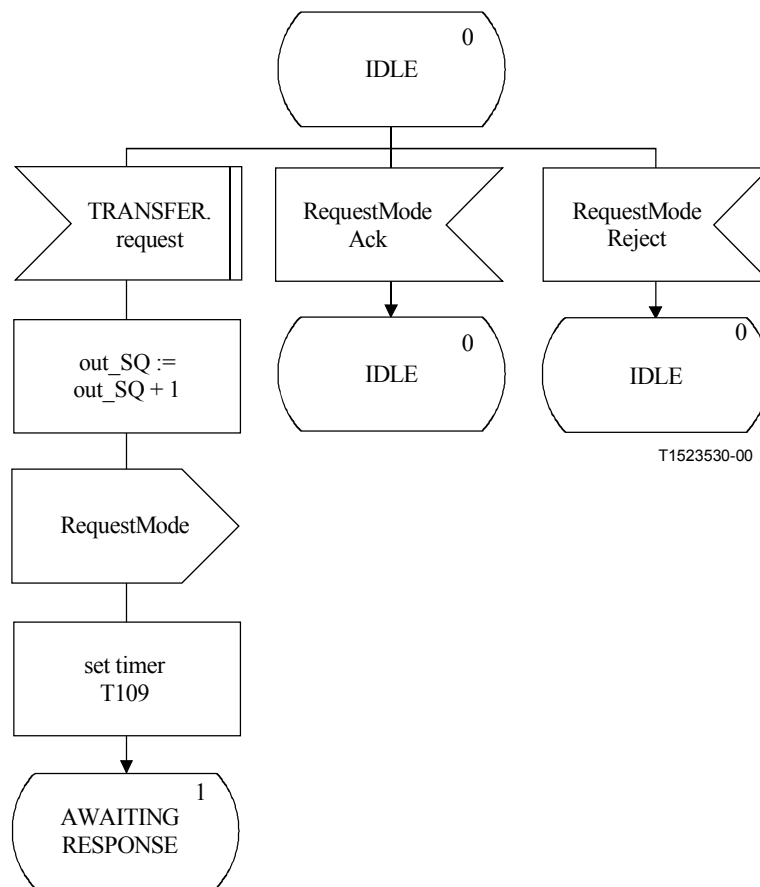 0
IDLE
TRANSFER.
request
RequestMode
Ack
RequestMode
Reject
out_SQ :=
out_SQ + 1
0
IDLE
0
IDLE
T1523530-00
RequestMode
set timer
T109
1
AWAITING
RESPONSE